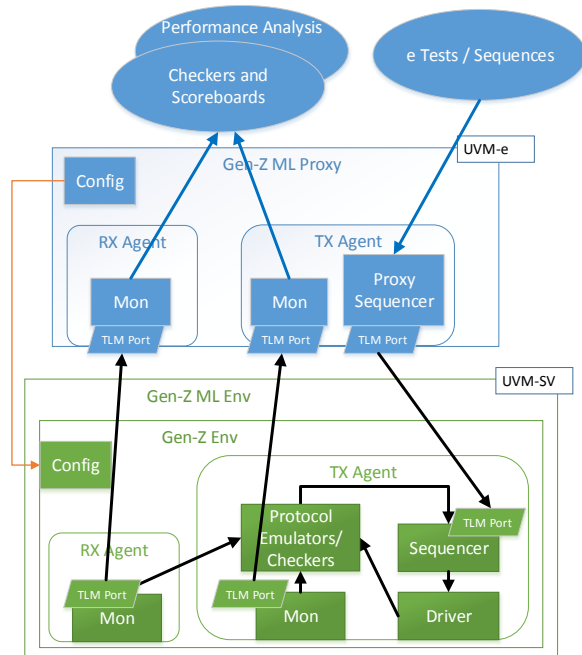 Performance Analysis
Checkers and
Scoreboards
e Tests / Sequences
UVM-e
Gen-Z ML Proxy
Config
RX Agent
TX Agent
Mon
Mon
Proxy
Sequencer
TLM Port
TLM Port
TLM Port
UVM-SV
Gen-Z ML Env
Gen-Z Env
Config
TX Agent
Protocol
Emulators/
Checkers
TLM Port
Sequencer
RX Agent
TLM Port
Mon
TLM Port
Mon
Driver